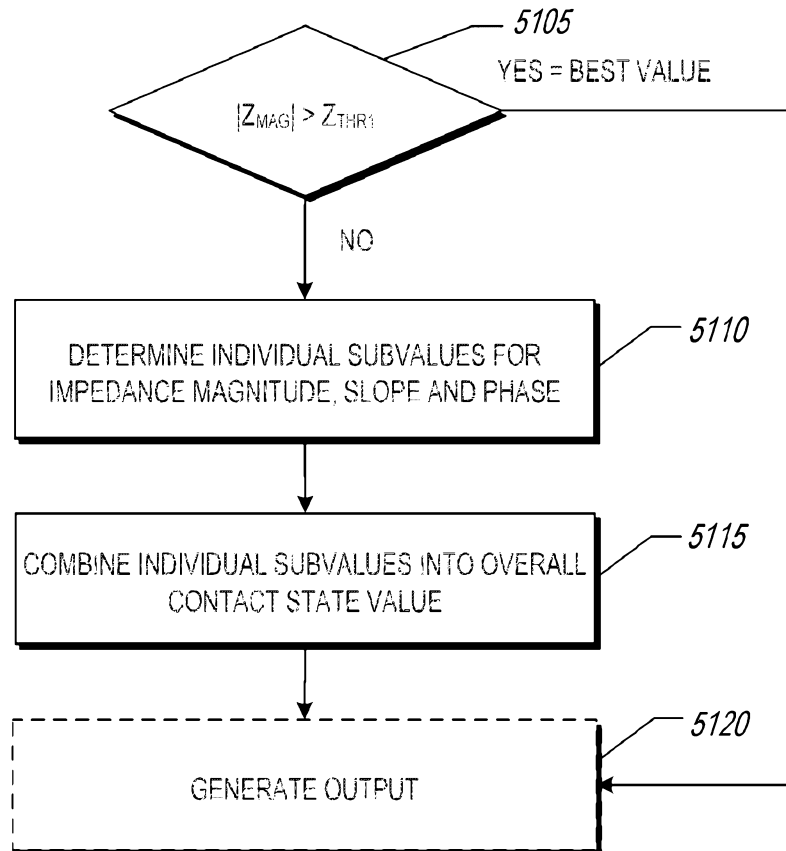 5105
YES = BEST VALUE
|ZMAG| > ZTHR1
NO
5110
DETERMINE INDIVIDUAL SUBVALUES FOR
IMPEDANCE MAGNITUDE, SLOPE AND PHASE
5115
COMBINE INDIVIDUAL SUBVALUES INTO OVERALL
CONTACT STATE VALUE
5120
GENERATE OUTPUT